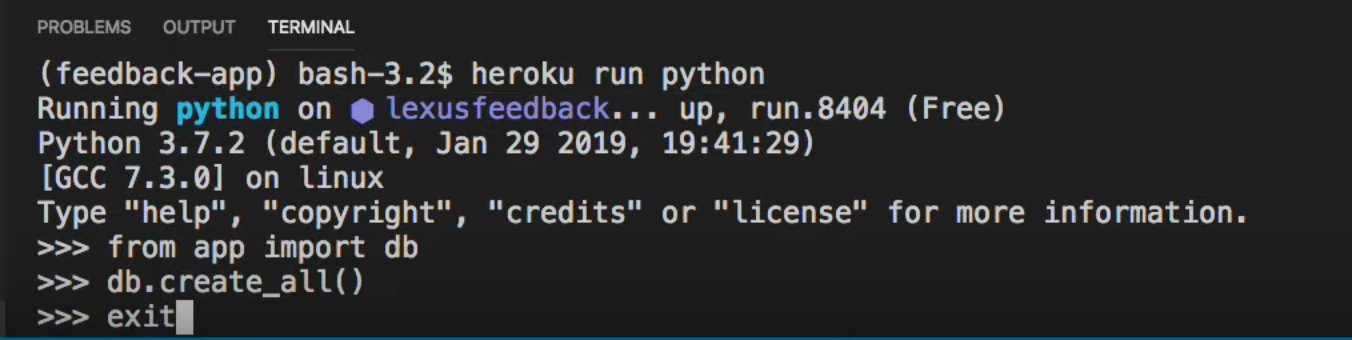 PROBLEMS OUTPUT TERMINAL
(feedback-app) bash-3.2$ heroku run python
Running python on ⬢ lexusfeedback... up, run.8404 (Free)
Python 3.7.2 (default, Jan 29 2019, 19:41:29)
[GCC 7.3.0] on linux
Type "help", "copyright", "credits" or "license" for more information.
>>> from app import db
>>> db.create_all()
>>> exit